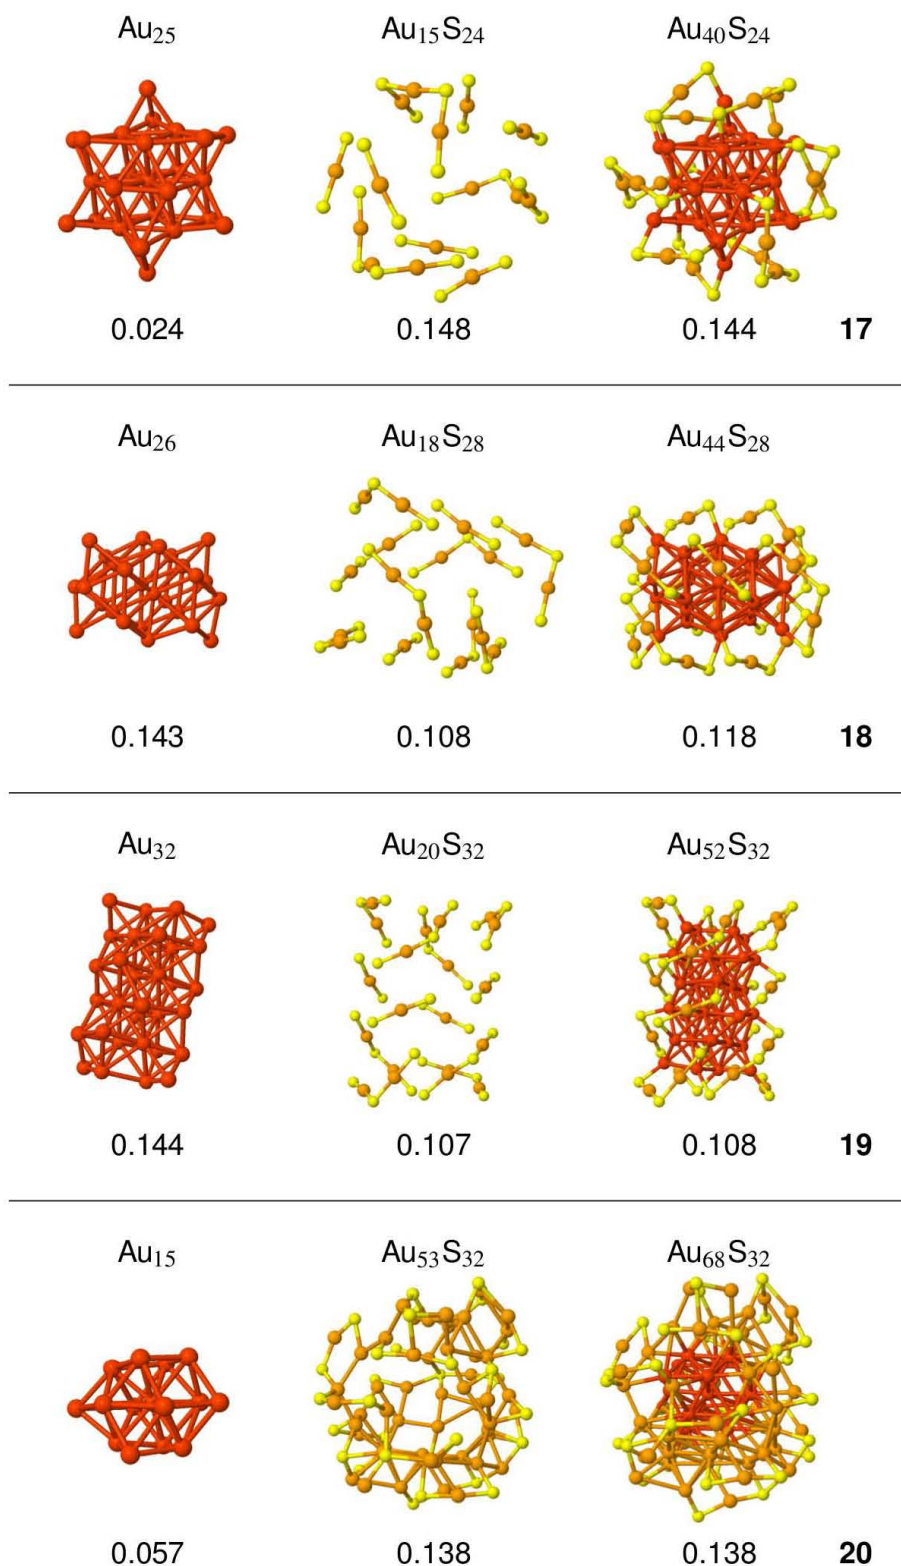 Au₂₅ Au₁₅S₂₄ Au₄₀S₂₄
0.024 0.148 0.144 17
Au₂₆ Au₁₈S₂₈ Au₄₄S₂₈
0.143 0.108 0.118 18
Au₃₂ Au₂₀S₃₂ Au₅₂S₃₂
0.144 0.107 0.108 19
Au₁₅ Au₅₃S₃₂ Au₆₈S₃₂
0.057 0.138 0.138 20